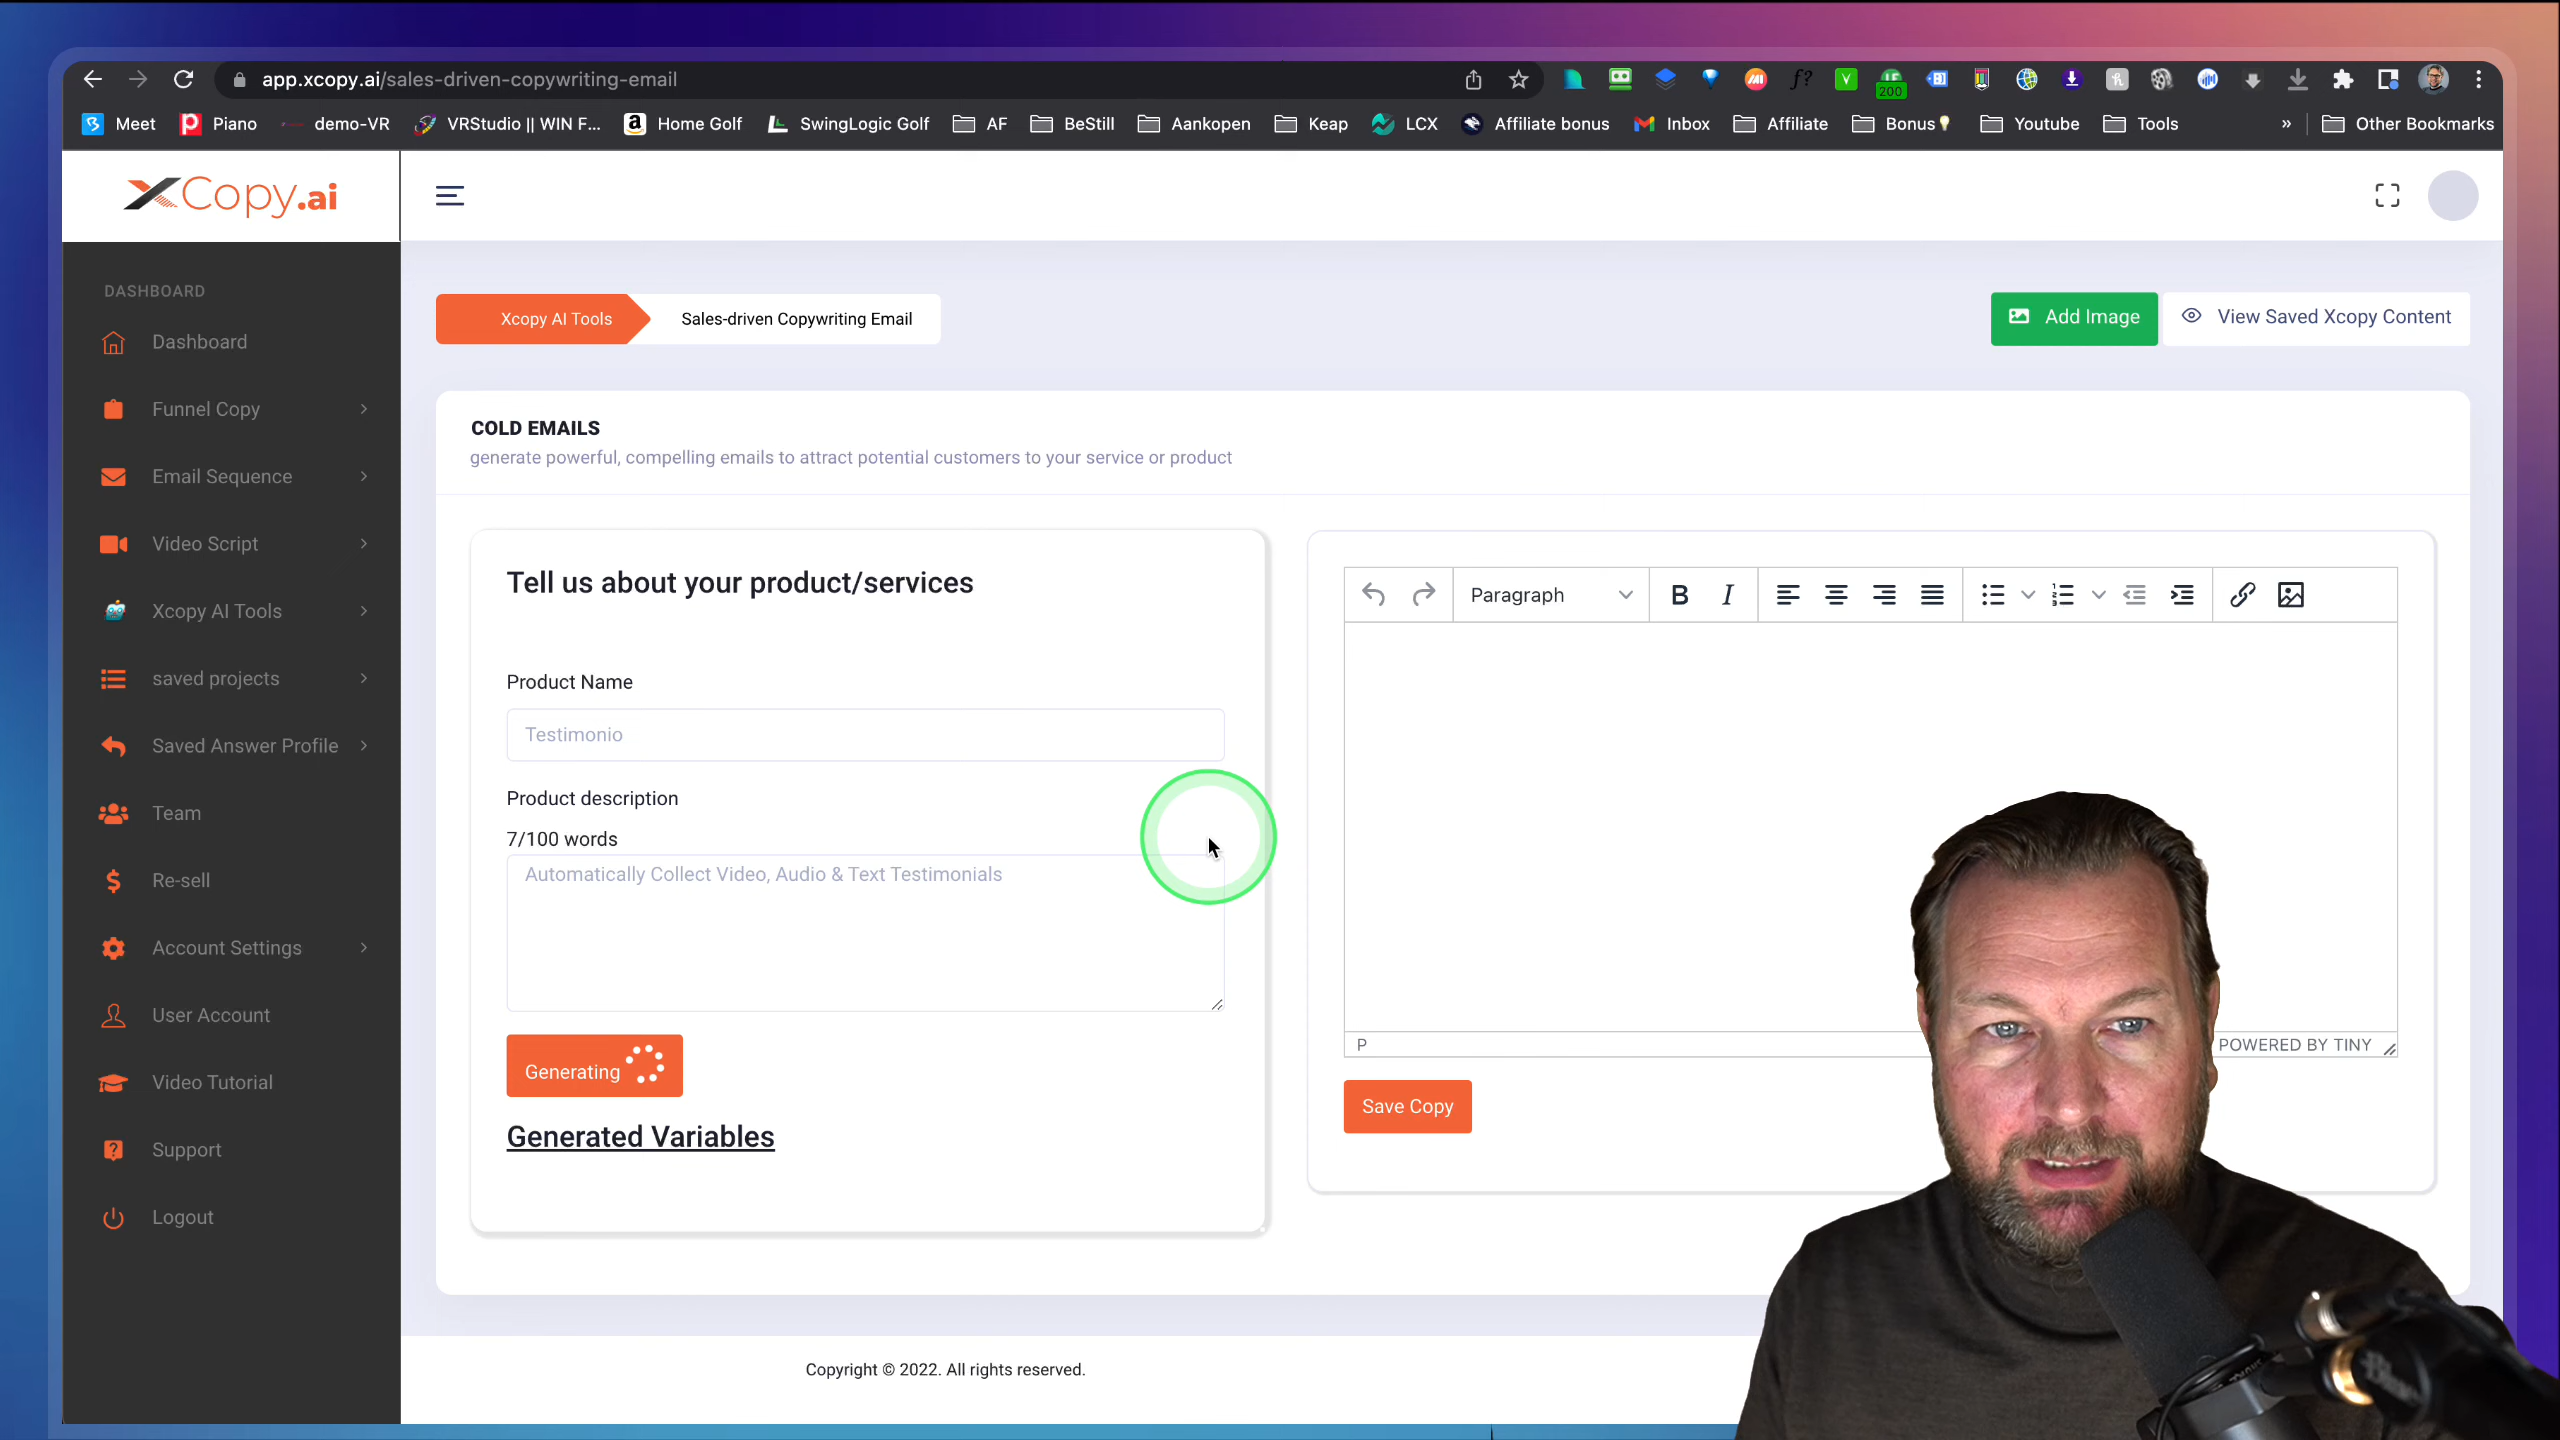 app.xcopy.ai/sales-driven-copywriting-email
200
Meet
Piano
demo-VR
VRStudio || WIN F...
Home Golf
SwingLogic Golf
AF
BeStill
Aankopen
Keap
LCX
Affiliate bonus
Inbox
Affiliate
Bonus
Youtube
Tools
»
Other Bookmarks
XCopy.ai
DASHBOARD
Dashboard
Funnel Copy
Email Sequence
Video Script
Xcopy AI Tools
saved projects
Saved Answer Profile
Team
Re-sell
Account Settings
User Account
Video Tutorial
Support
Logout
Xcopy AI Tools
Sales-driven Copywriting Email
Add Image
View Saved Xcopy Content
COLD EMAILS
generate powerful, compelling emails to attract potential customers to your service or product
Tell us about your product/services
Product Name
Testimonio
Product description
7/100 words
Automatically Collect Video, Audio & Text Testimonials
Generating
Generated Variables
Paragraph
B I
P
POWERED BY TINY
Save Copy
Copyright © 2022. All rights reserved.